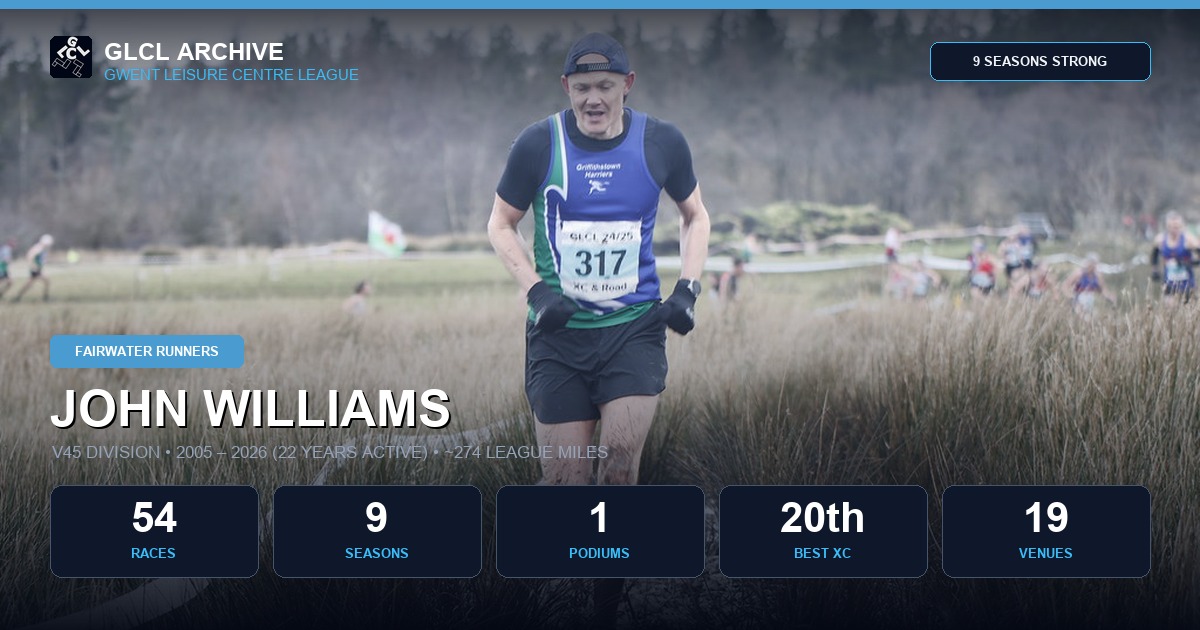 GLCL ARCHIVE
GWENT LEISURE CENTRE LEAGUE
9 SEASONS STRONG
Griffithstown
Harriers
GLCL 24/25
317
XC & Road
FAIRWATER RUNNERS
JOHN WILLIAMS
V45 DIVISION • 2005 – 2026 (22 YEARS ACTIVE) • ~274 LEAGUE MILES
54
RACES
9
SEASONS
1
PODIUMS
20th
BEST XC
19
VENUES